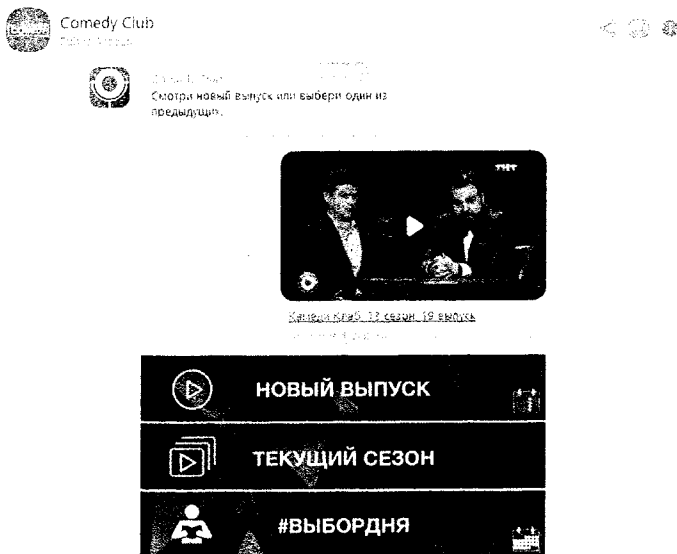 Comedy Club
Смотри новый выпуск или выбери один из
предыдущих.
ТНТ
Камеди Клаб. 13 сезон, 19 выпуск
НОВЫЙ ВЫПУСК
ТЕКУЩИЙ СЕЗОН
#ВЫБОРДНЯ